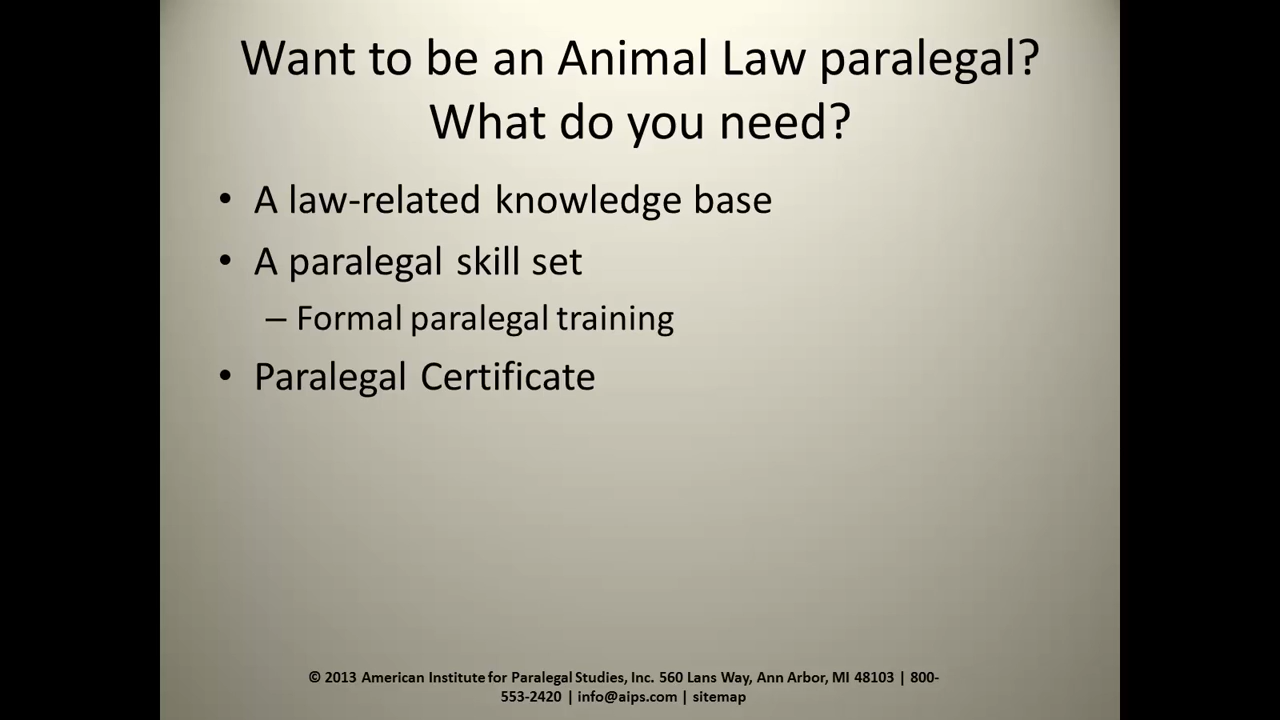 Want to be an Animal Law paralegal?
What do you need?
• A law-related knowledge base
• A paralegal skill set
– Formal paralegal training
• Paralegal Certificate
© 2013 American Institute for Paralegal Studies, Inc. 560 Lans Way, Ann Arbor, MI 48103 | 800-
553-2420 | info@aips.com | sitemap